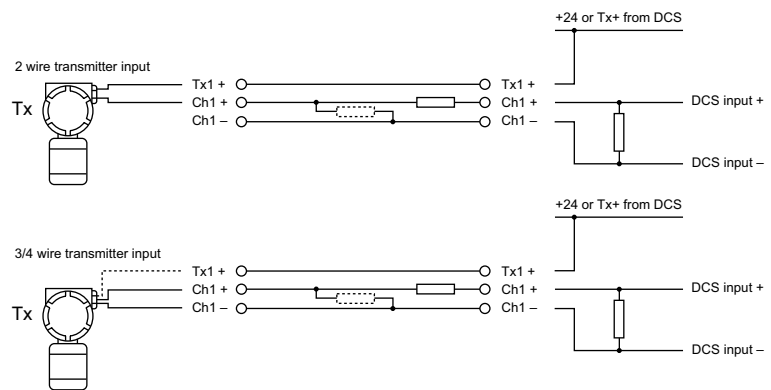 +24 or Tx+ from DCS
2 wire transmitter input
Tx
Tx1 +
Tx1 +
Ch1 +
Ch1 +
DCS input +
Ch1 –
Ch1 –
DCS input –
+24 or Tx+ from DCS
3/4 wire transmitter input
Tx
Tx1 +
Tx1 +
Ch1 +
Ch1 +
DCS input +
Ch1 –
Ch1 –
DCS input –